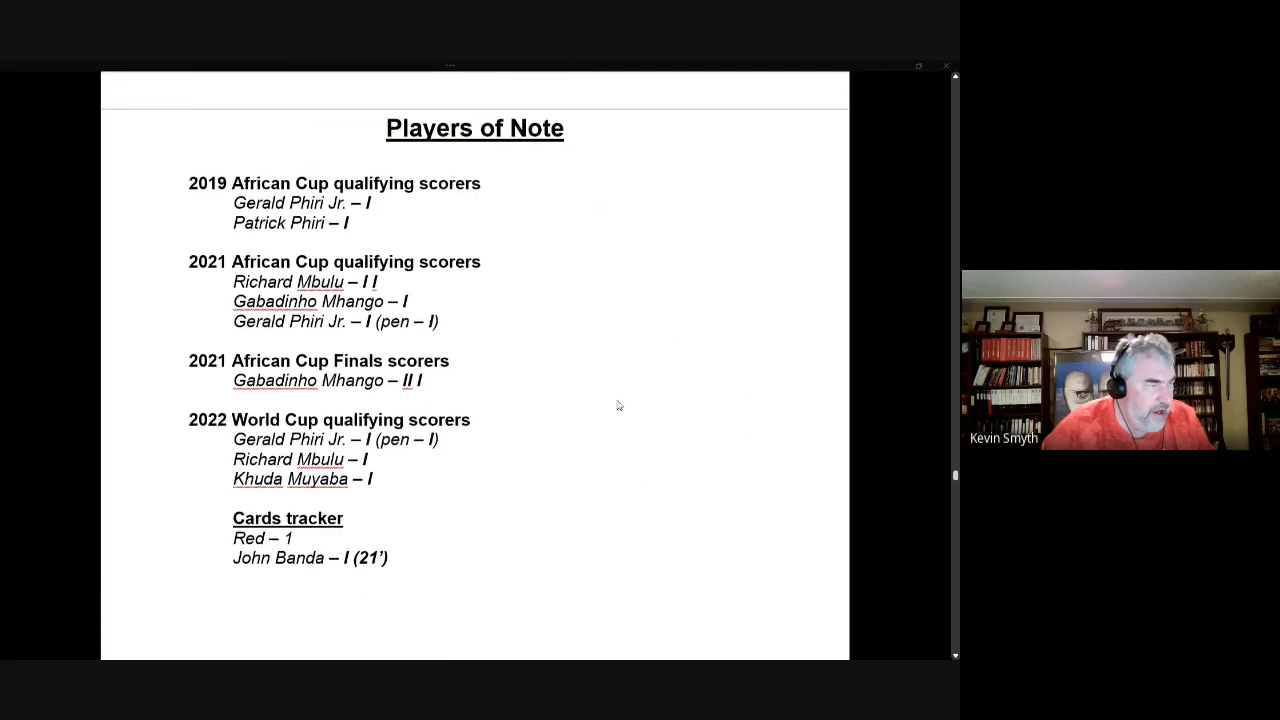 Players of Note
2019 African Cup qualifying scorers
Gerald Phiri Jr. – I
Patrick Phiri – I
2021 African Cup qualifying scorers
Richard Mbulu – I I
Gabadinho Mhango – I
Gerald Phiri Jr. – I (pen – I)
2021 African Cup Finals scorers
Gabadinho Mhango – II I
2022 World Cup qualifying scorers
Gerald Phiri Jr. – I (pen – I)
Richard Mbulu – I
Khuda Muyaba – I
Cards tracker
Red – 1
John Banda – I (21’)
Kevin Smyth